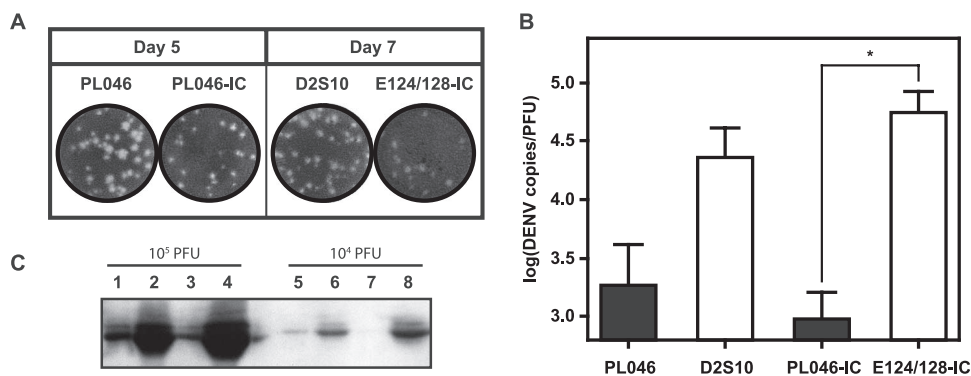 A
Day 5
Day 7
PL046
PL046-IC
D2S10
E124/128-IC
B
log(DENV copies/PFU)
5.0
4.5
4.0
3.5
3.0
*
PL046
D2S10
PL046-IC
E124/128-IC
C
10⁵ PFU
10⁴ PFU
1 2 3 4 5 6 7 8